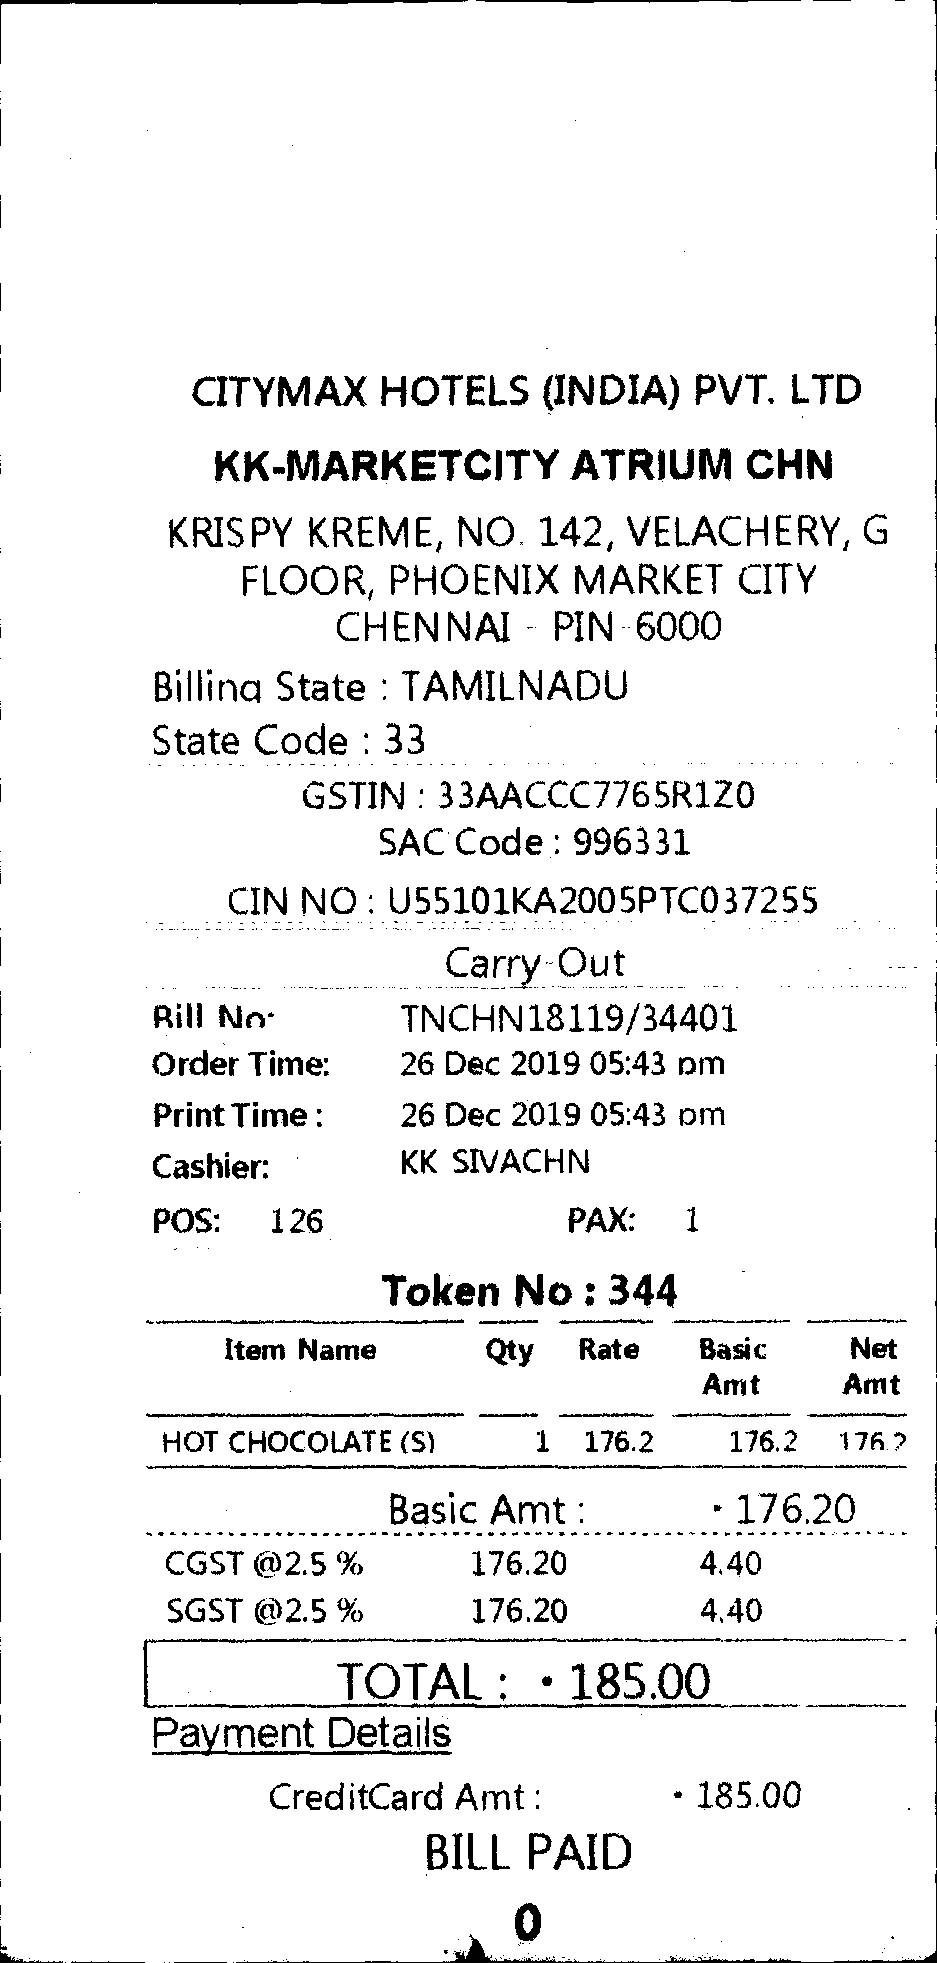 CITYMAX HOTELS (INDIA) PVT. LTD
KK-MARKETCITY ATRIUM CHN
KRISPY KREME, NO. 142, VELACHERY, G
FLOOR, PHOENIX MARKET CITY
CHENNAI - PIN-6000
Billing State : TAMILNADU
State Code : 33
GSTIN : 33AACCC7765R1Z0
SAC Code : 996331
CIN NO : U55101KA2005PTC037255
Carry-Out
Bill No: TNCHN18119/34401
Order Time: 26 Dec 2019 05:43 pm
Print Time : 26 Dec 2019 05:43 pm
Cashier: KK SIVACHN
POS: 126 PAX: 1
Token No : 344
Item Name Qty Rate Basic Amt Net Amt
HOT CHOCOLATE (S) 1 176.2 176.2 176.2
Basic Amt : 176.20
CGST @2.5 % 176.20 4.40
SGST @2.5 % 176.20 4.40
TOTAL : 185.00
Payment Details
CreditCard Amt : 185.00
BILL PAID
0